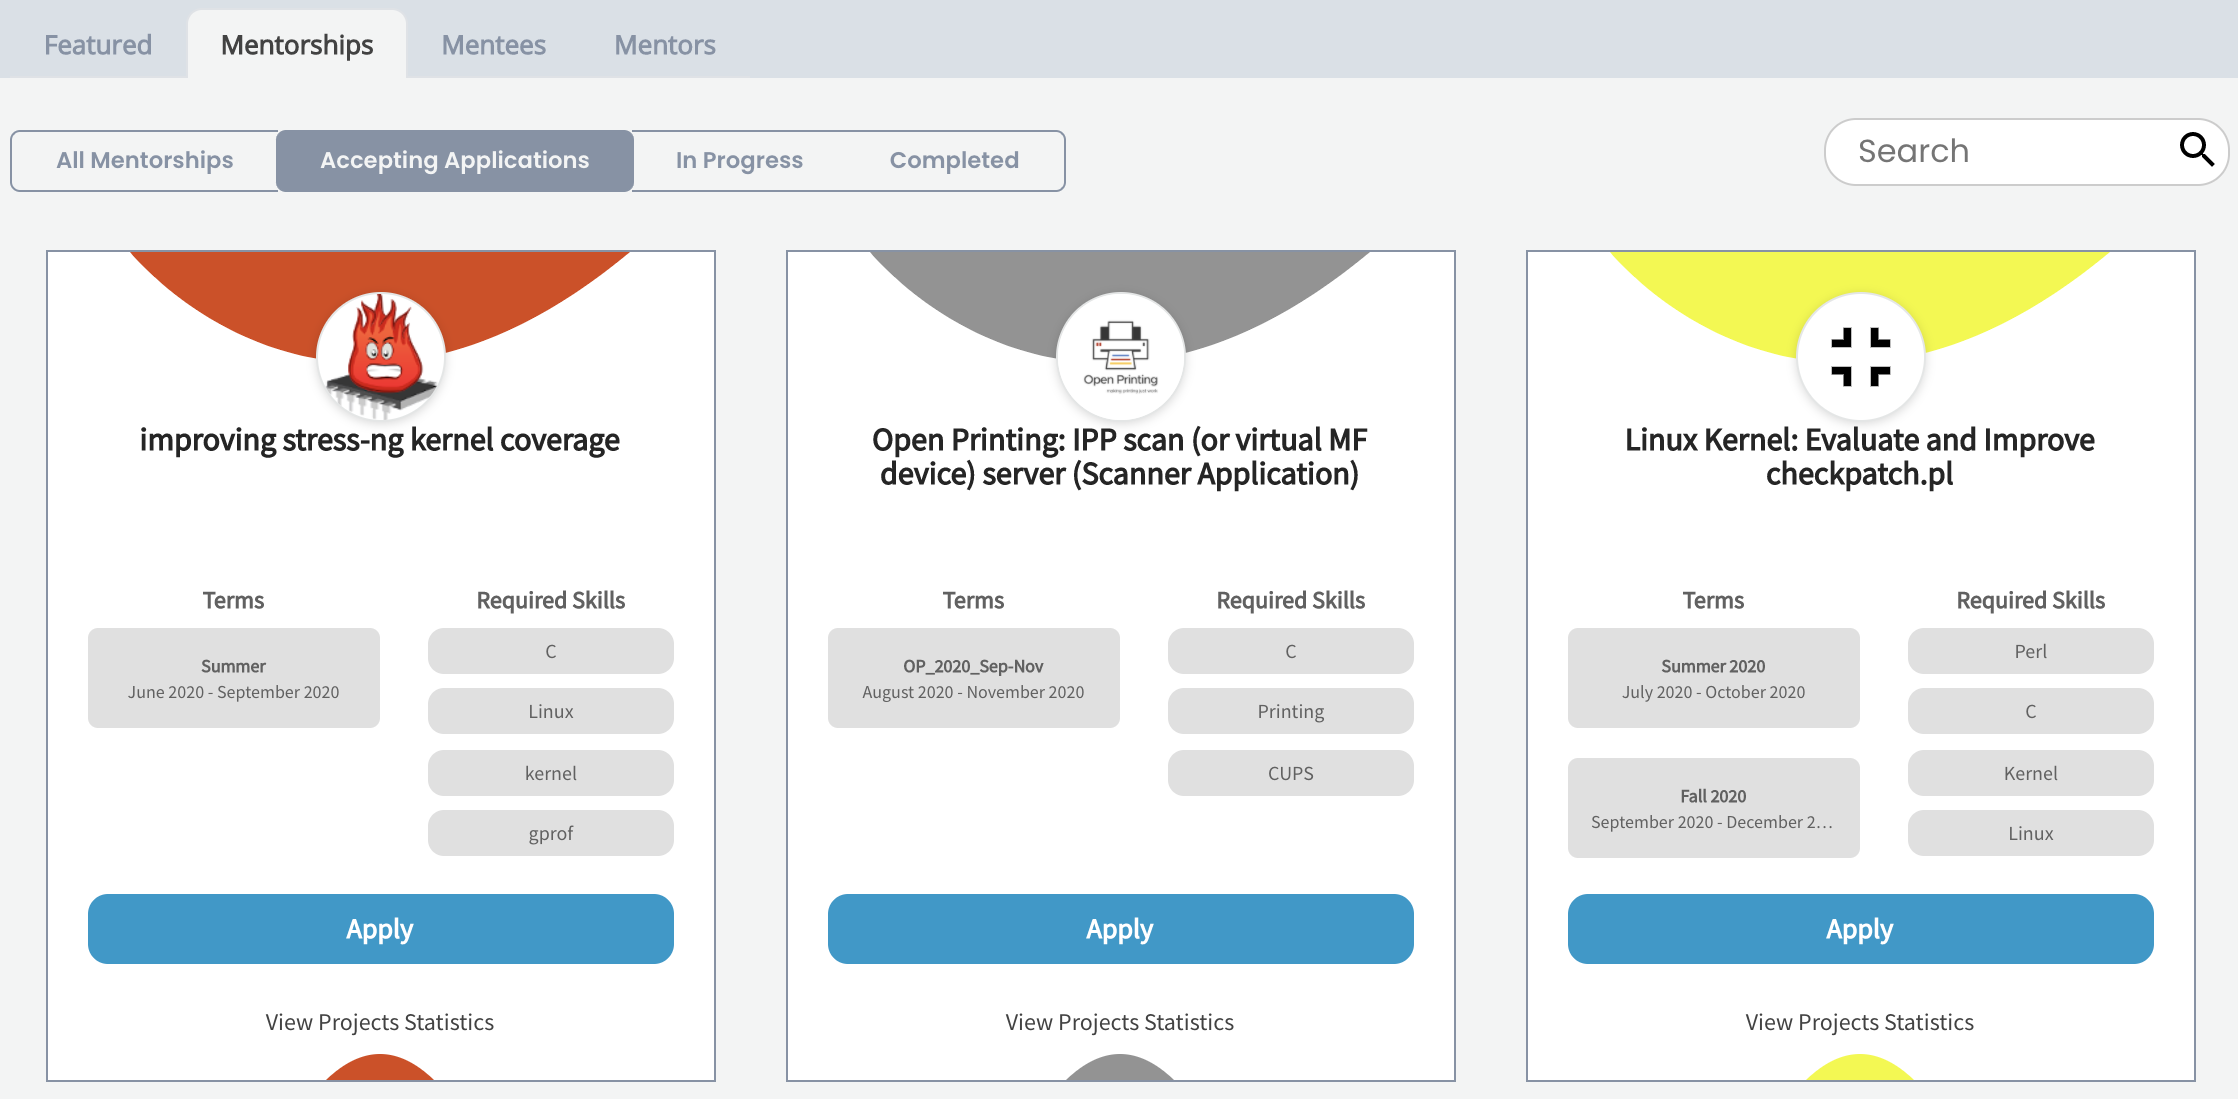 Featured
Mentorships
Mentees
Mentors
All Mentorships
Accepting Applications
In Progress
Completed
Search
improving stress-ng kernel coverage
Terms
Required Skills
Summer
June 2020 - September 2020
C
Linux
kernel
gprof
Apply
View Projects Statistics
Open Printing
making printing just work
Open Printing: IPP scan (or virtual MF
device) server (Scanner Application)
Terms
Required Skills
OP_2020_Sep-Nov
August 2020 - November 2020
C
Printing
CUPS
Apply
View Projects Statistics
Linux Kernel: Evaluate and Improve
checkpatch.pl
Terms
Required Skills
Summer 2020
July 2020 - October 2020
Fall 2020
September 2020 - December 2...
Perl
C
Kernel
Linux
Apply
View Projects Statistics